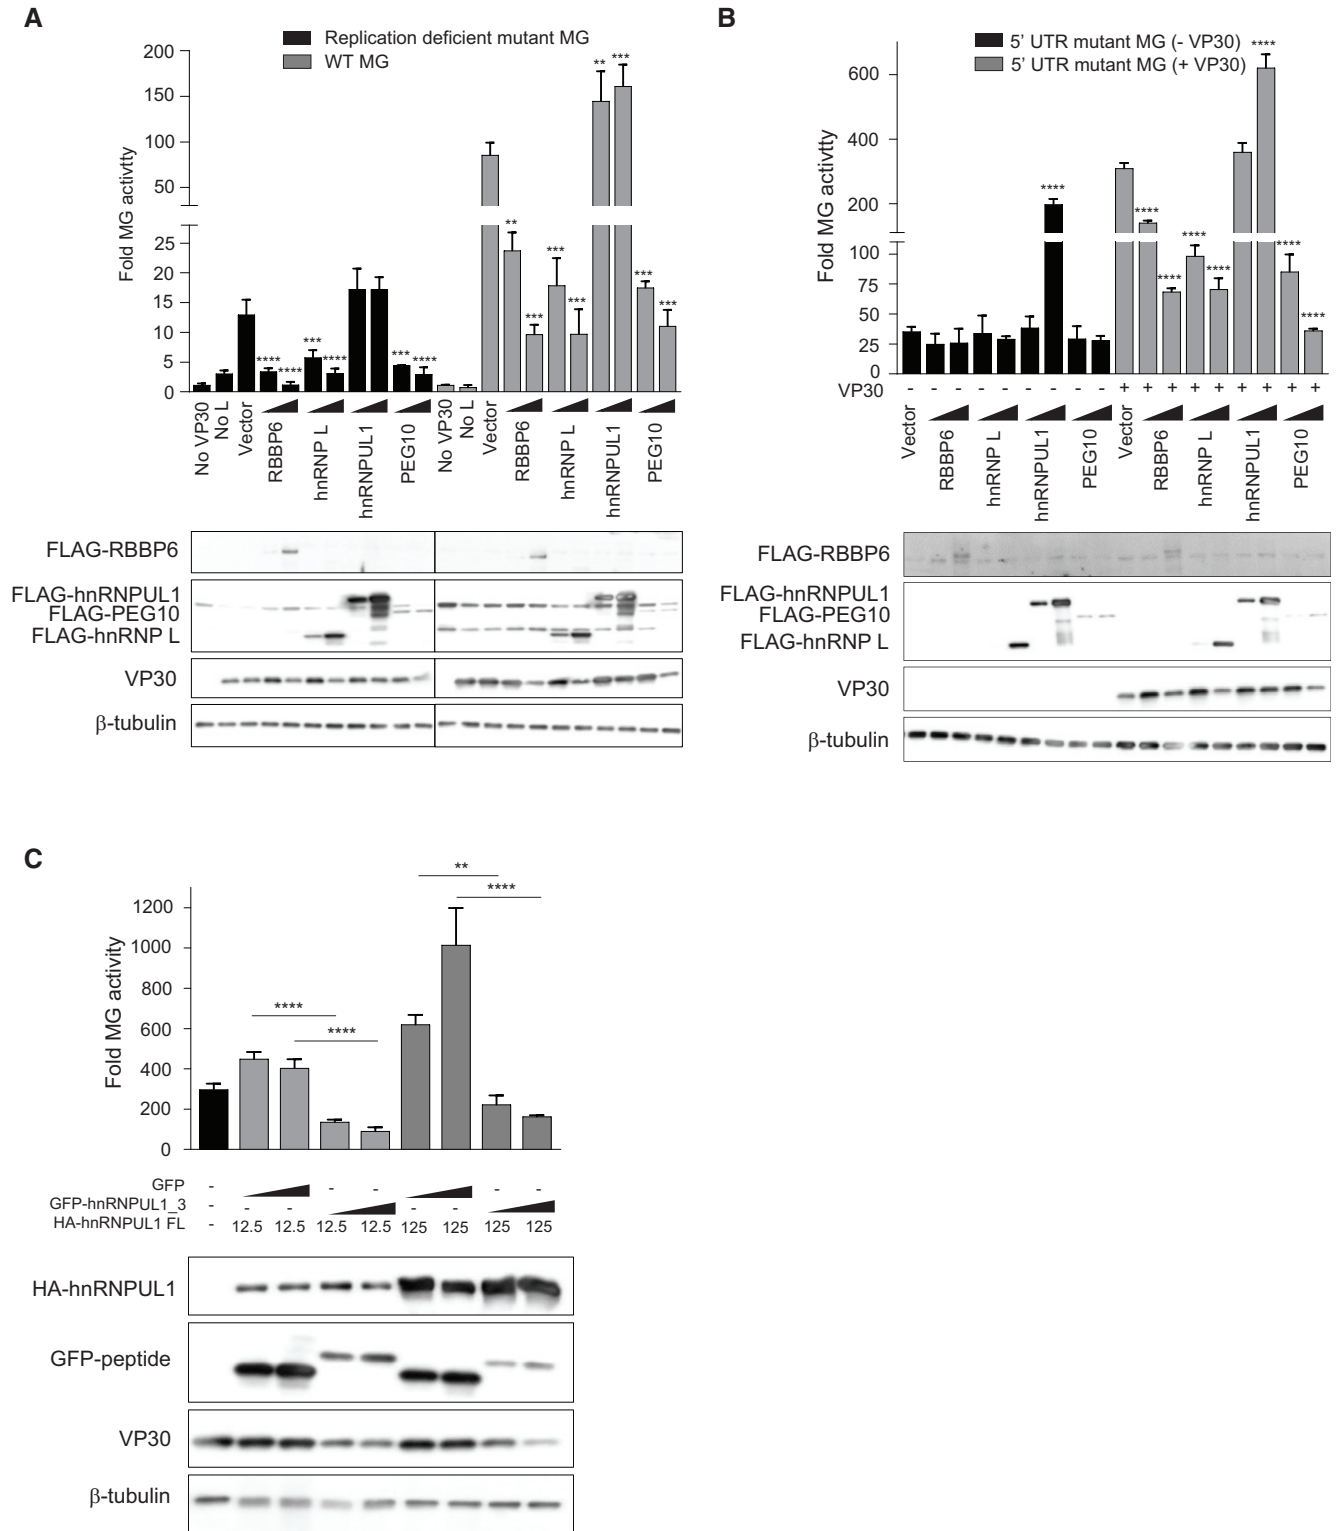 A
Replication deficient mutant MG
WT MG
Fold MG activtty
200
150
100
50
25
20
15
10
5
0
**** **** *** **** *** **** ** *** *** *** ** *** *** ***
No VP30
No L
Vector
RBBP6
hnRNP L
hnRNPUL1
PEG10
No VP30
No L
Vector
RBBP6
hnRNP L
hnRNPUL1
PEG10
FLAG-RBBP6
FLAG-hnRNPUL1
FLAG-PEG10
FLAG-hnRNP L
VP30
β-tubulin
B
5' UTR mutant MG (- VP30)
5' UTR mutant MG (+ VP30)
Fold MG activity
600
400
200
100
75
50
25
0
**** **** **** **** **** **** **** ****
VP30 - - - - - - - - - + + + + + + + + +
Vector
RBBP6
hnRNP L
hnRNPUL1
PEG10
Vector
RBBP6
hnRNP L
hnRNPUL1
PEG10
FLAG-RBBP6
FLAG-hnRNPUL1
FLAG-PEG10
FLAG-hnRNP L
VP30
β-tubulin
C
Fold MG activity
1200
1000
800
600
400
200
0
**** **** ** ****
GFP - - - - -
GFP-hnRNPUL1_3 - - - - -
HA-hnRNPUL1 FL - 12.5 12.5 12.5 12.5 125 125 125 125
HA-hnRNPUL1
GFP-peptide
VP30
β-tubulin